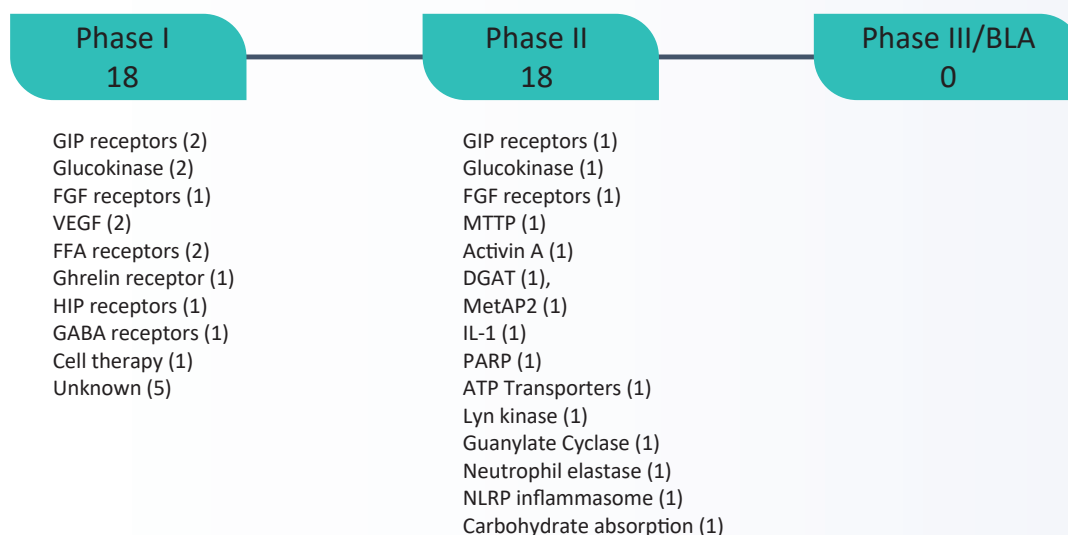 Phase I
18
Phase II
18
Phase III/BLA
0
GIP receptors (2)
Glucokinase (2)
FGF receptors (1)
VEGF (2)
FFA receptors (2)
Ghrelin receptor (1)
HIP receptors (1)
GABA receptors (1)
Cell therapy (1)
Unknown (5)
GIP receptors (1)
Glucokinase (1)
FGF receptors (1)
MTTP (1)
Activin A (1)
DGAT (1),
MetAP2 (1)
IL-1 (1)
PARP (1)
ATP Transporters (1)
Lyn kinase (1)
Guanylate Cyclase (1)
Neutrophil elastase (1)
NLRP inflammasome (1)
Carbohydrate absorption (1)